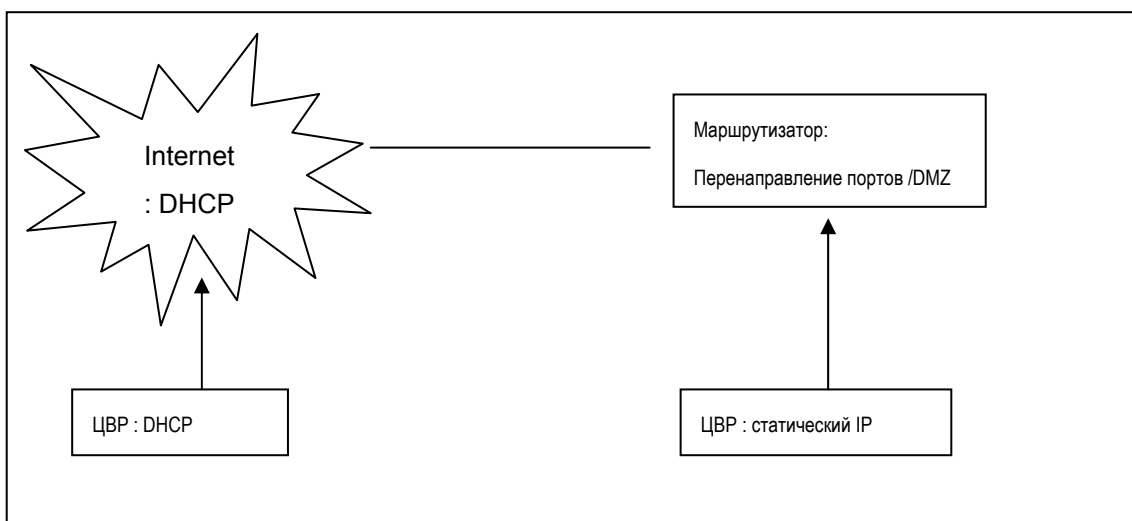 Internet
: DHCP
Маршрутизатор:
Перенаправление портов /DMZ
ЦВР : DHCP
ЦВР : статический IP